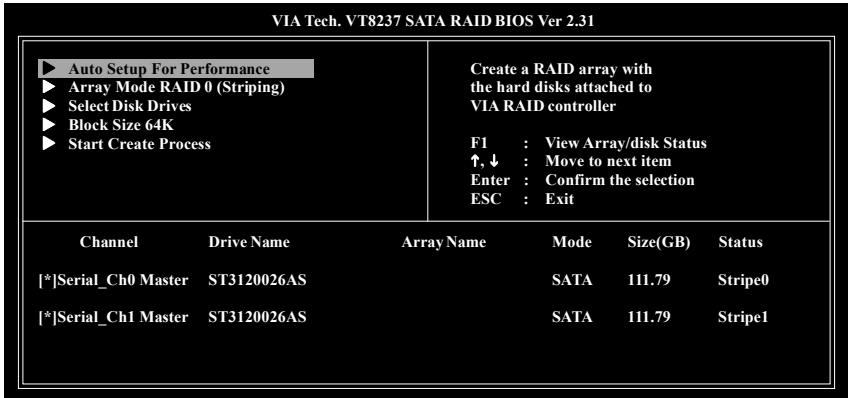 VIA Tech. VT8237 SATA RAID BIOS Ver 2.31
Auto Setup For Performance
Array Mode RAID 0 (Striping)
Select Disk Drives
Block Size 64K
Start Create Process
Create a RAID array with
the hard disks attached to
VIA RAID controller
F1 : View Array/disk Status
↑, ↓ : Move to next item
Enter : Confirm the selection
ESC : Exit
Channel Drive Name Array Name Mode Size(GB) Status
[*]Serial_Ch0 Master ST3120026AS SATA 111.79 Stripe0
[*]Serial_Ch1 Master ST3120026AS SATA 111.79 Stripe1